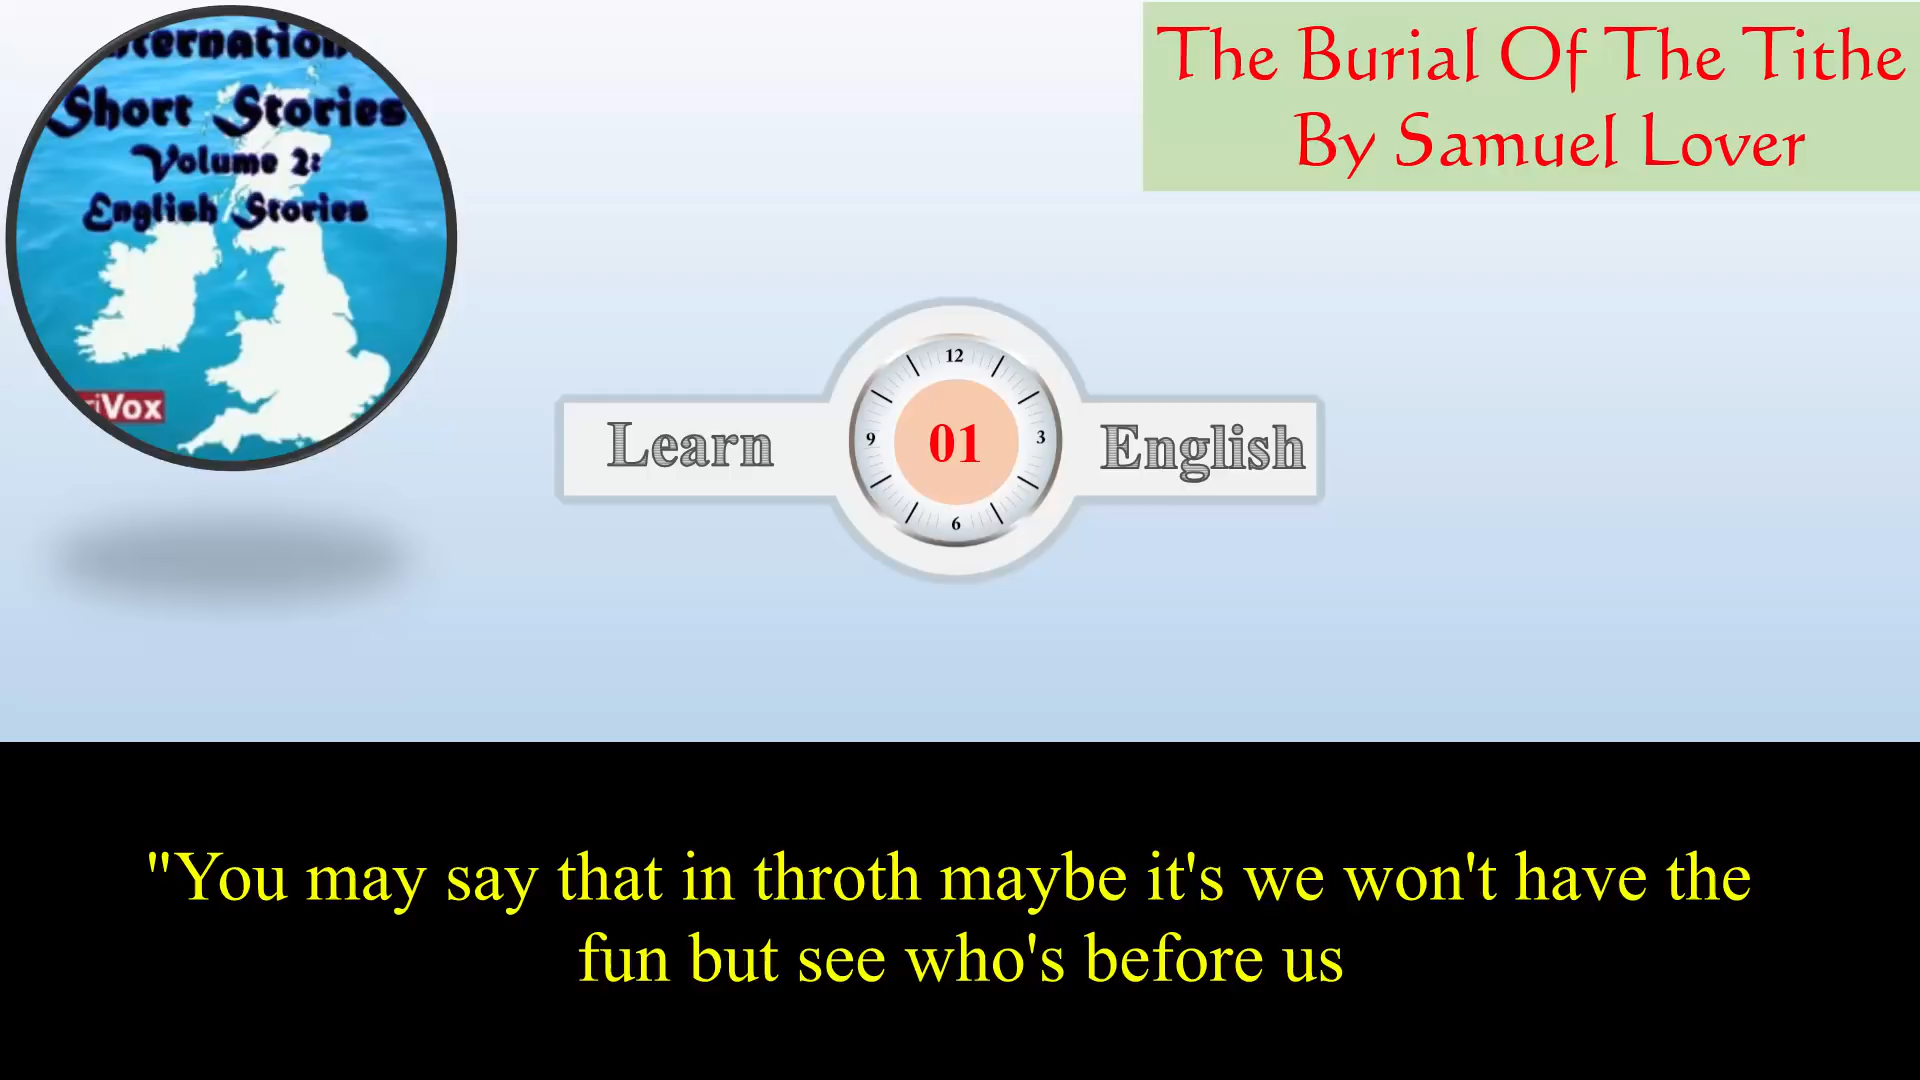 Short Stories
Volume 2:
English Stories
The Burial Of The Tithe
By Samuel Lover
12
9
3
6
01
Learn
English
"You may say that in throth maybe it's we won't have the
fun but see who's before us